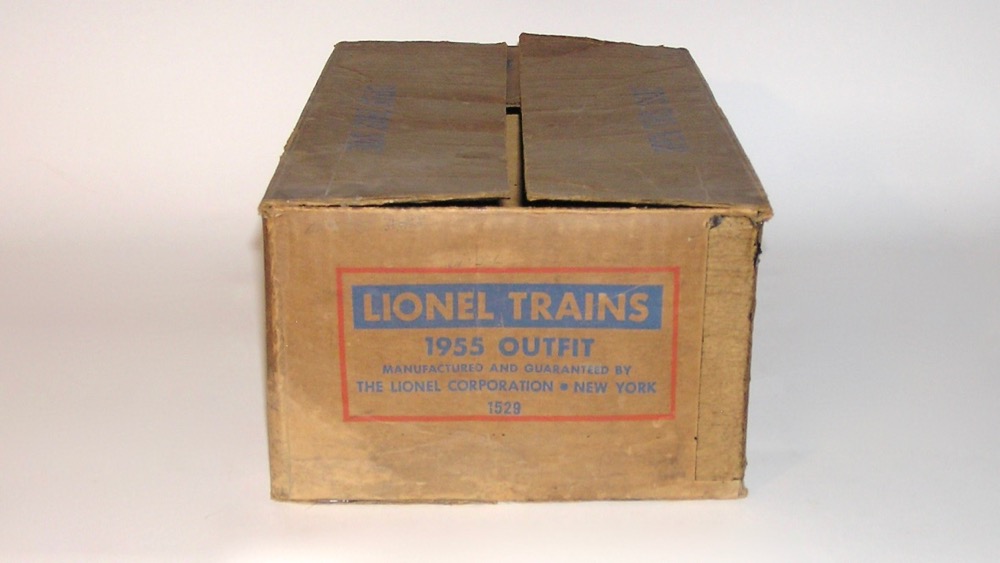 LIONEL TRAINS
1955 OUTFIT
MANUFACTURED AND GUARANTEED BY
THE LIONEL CORPORATION • NEW YORK
1529